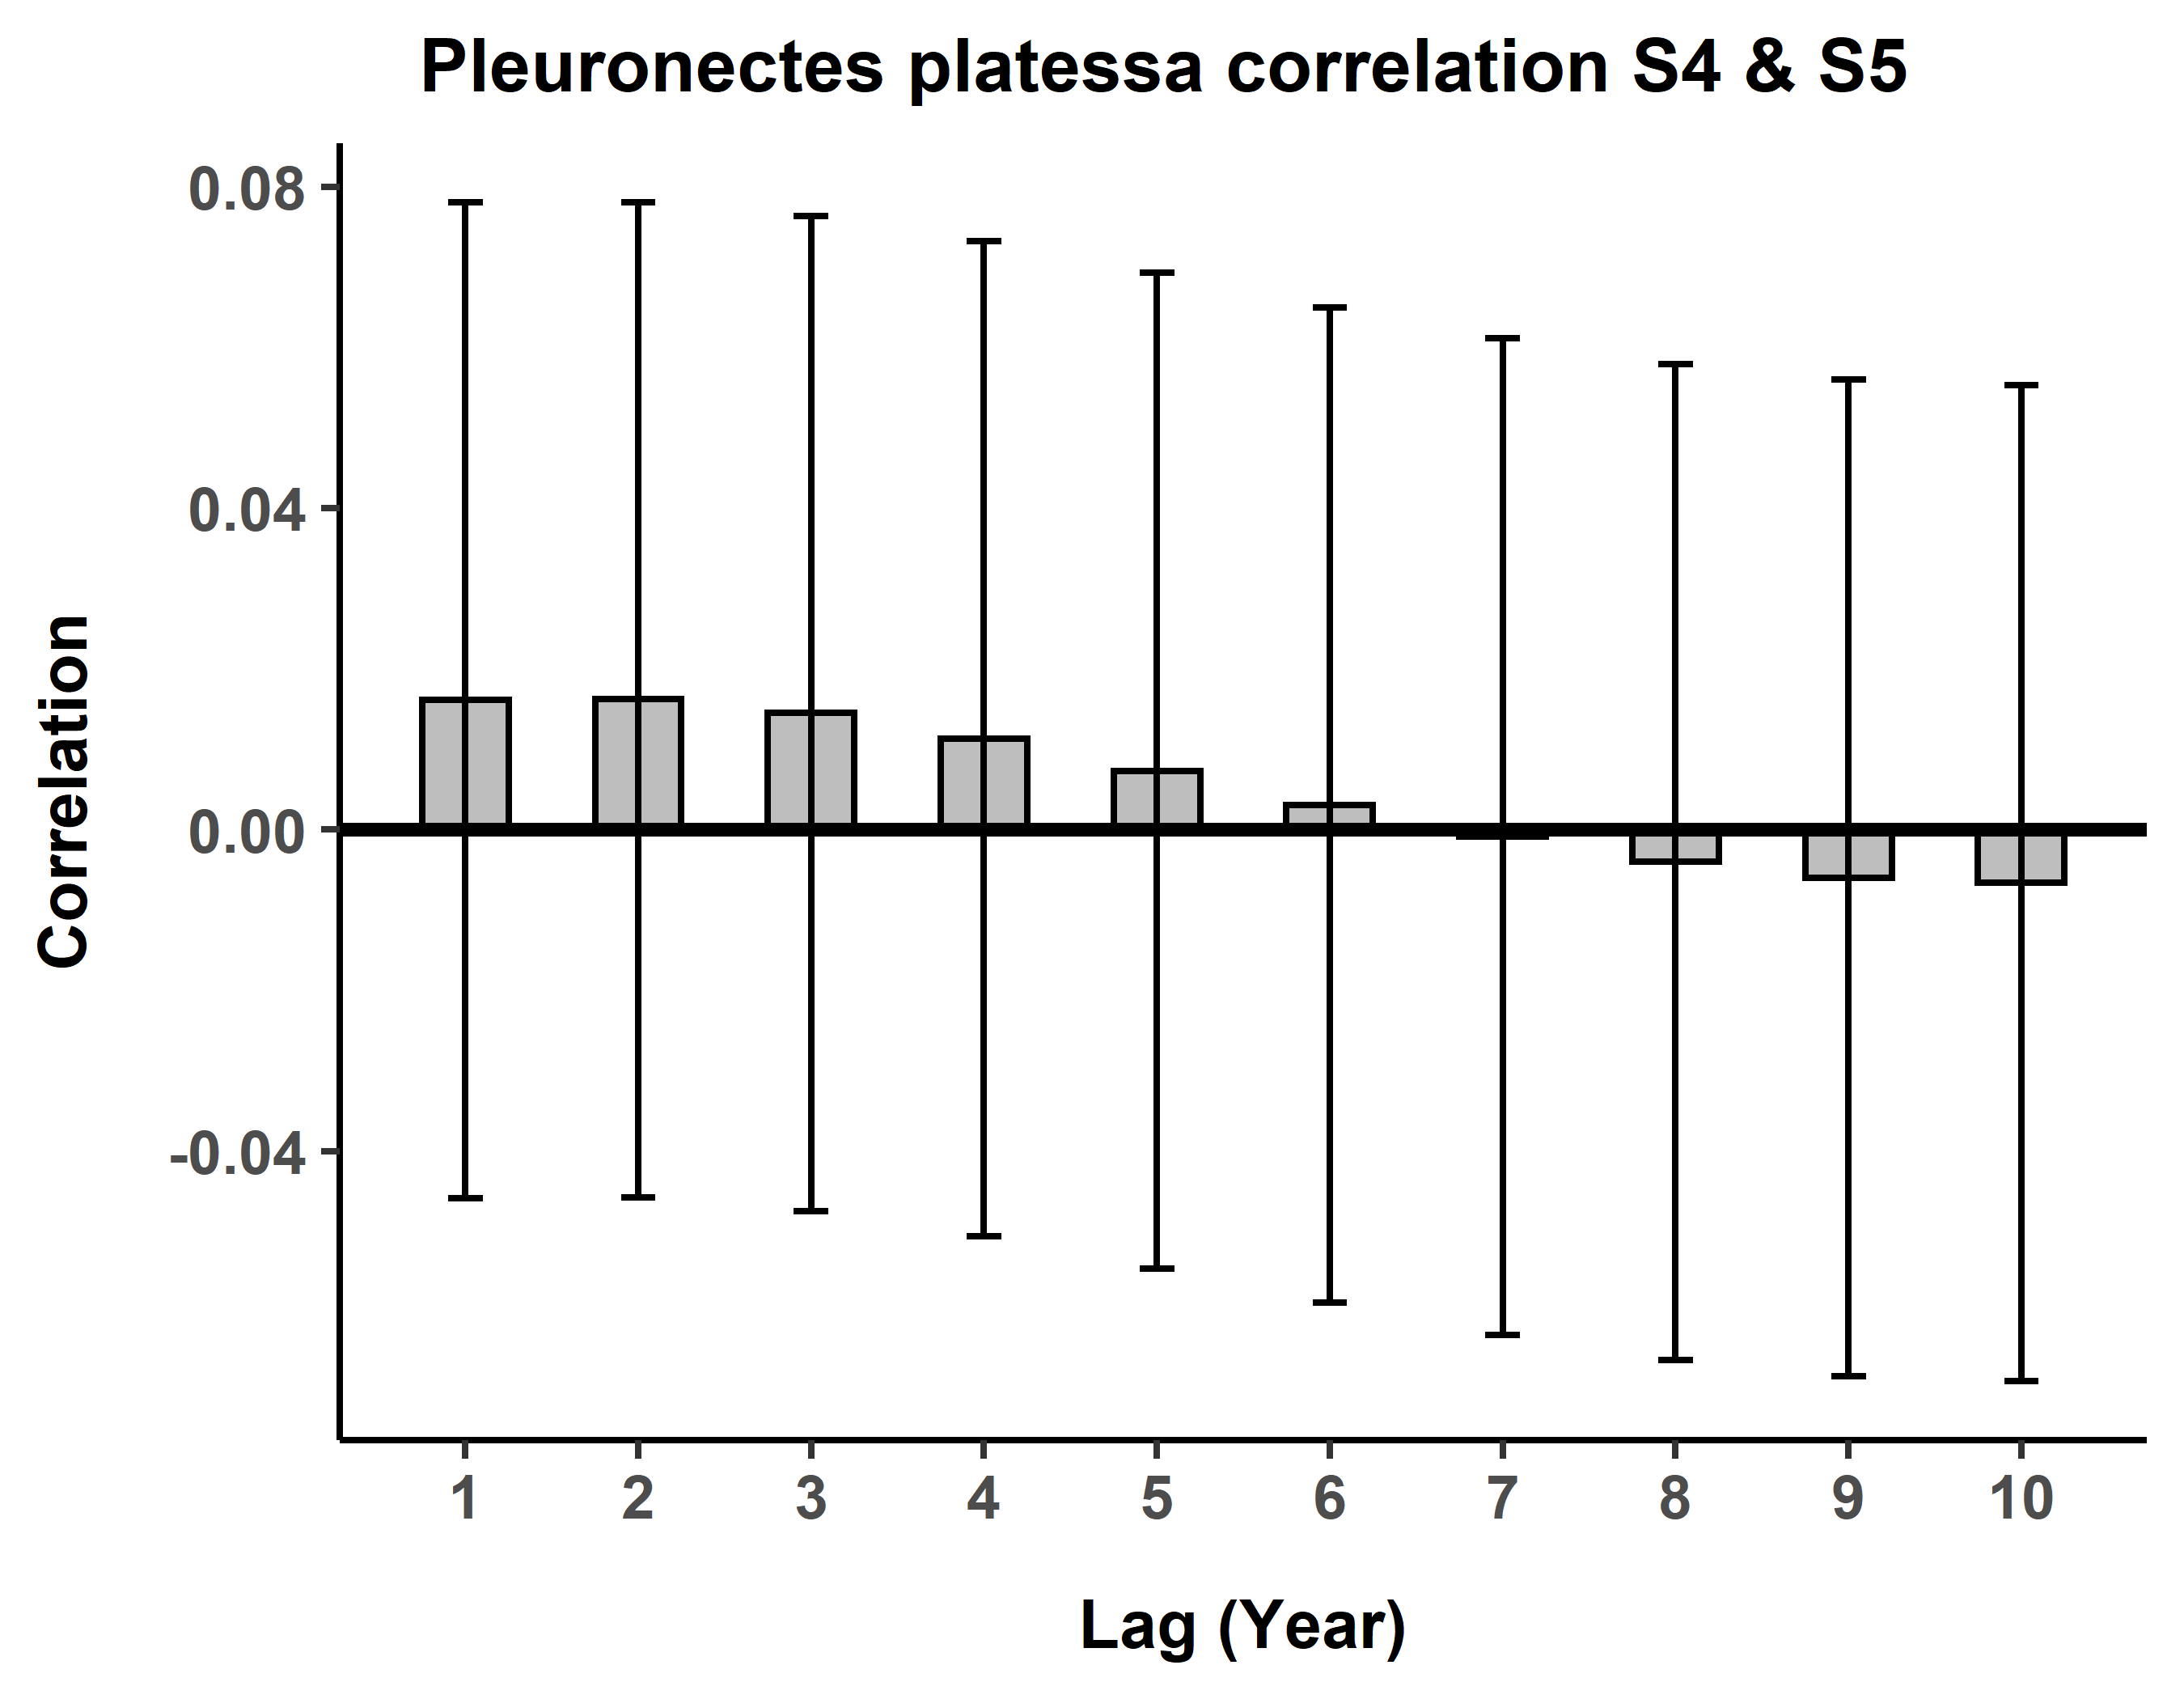 Pleuronectes platessa correlation S4 & S5
0.08
0.04
0.00
-0.04
Correlation
1 2 3 4 5 6 7 8 9 10
Lag (Year)